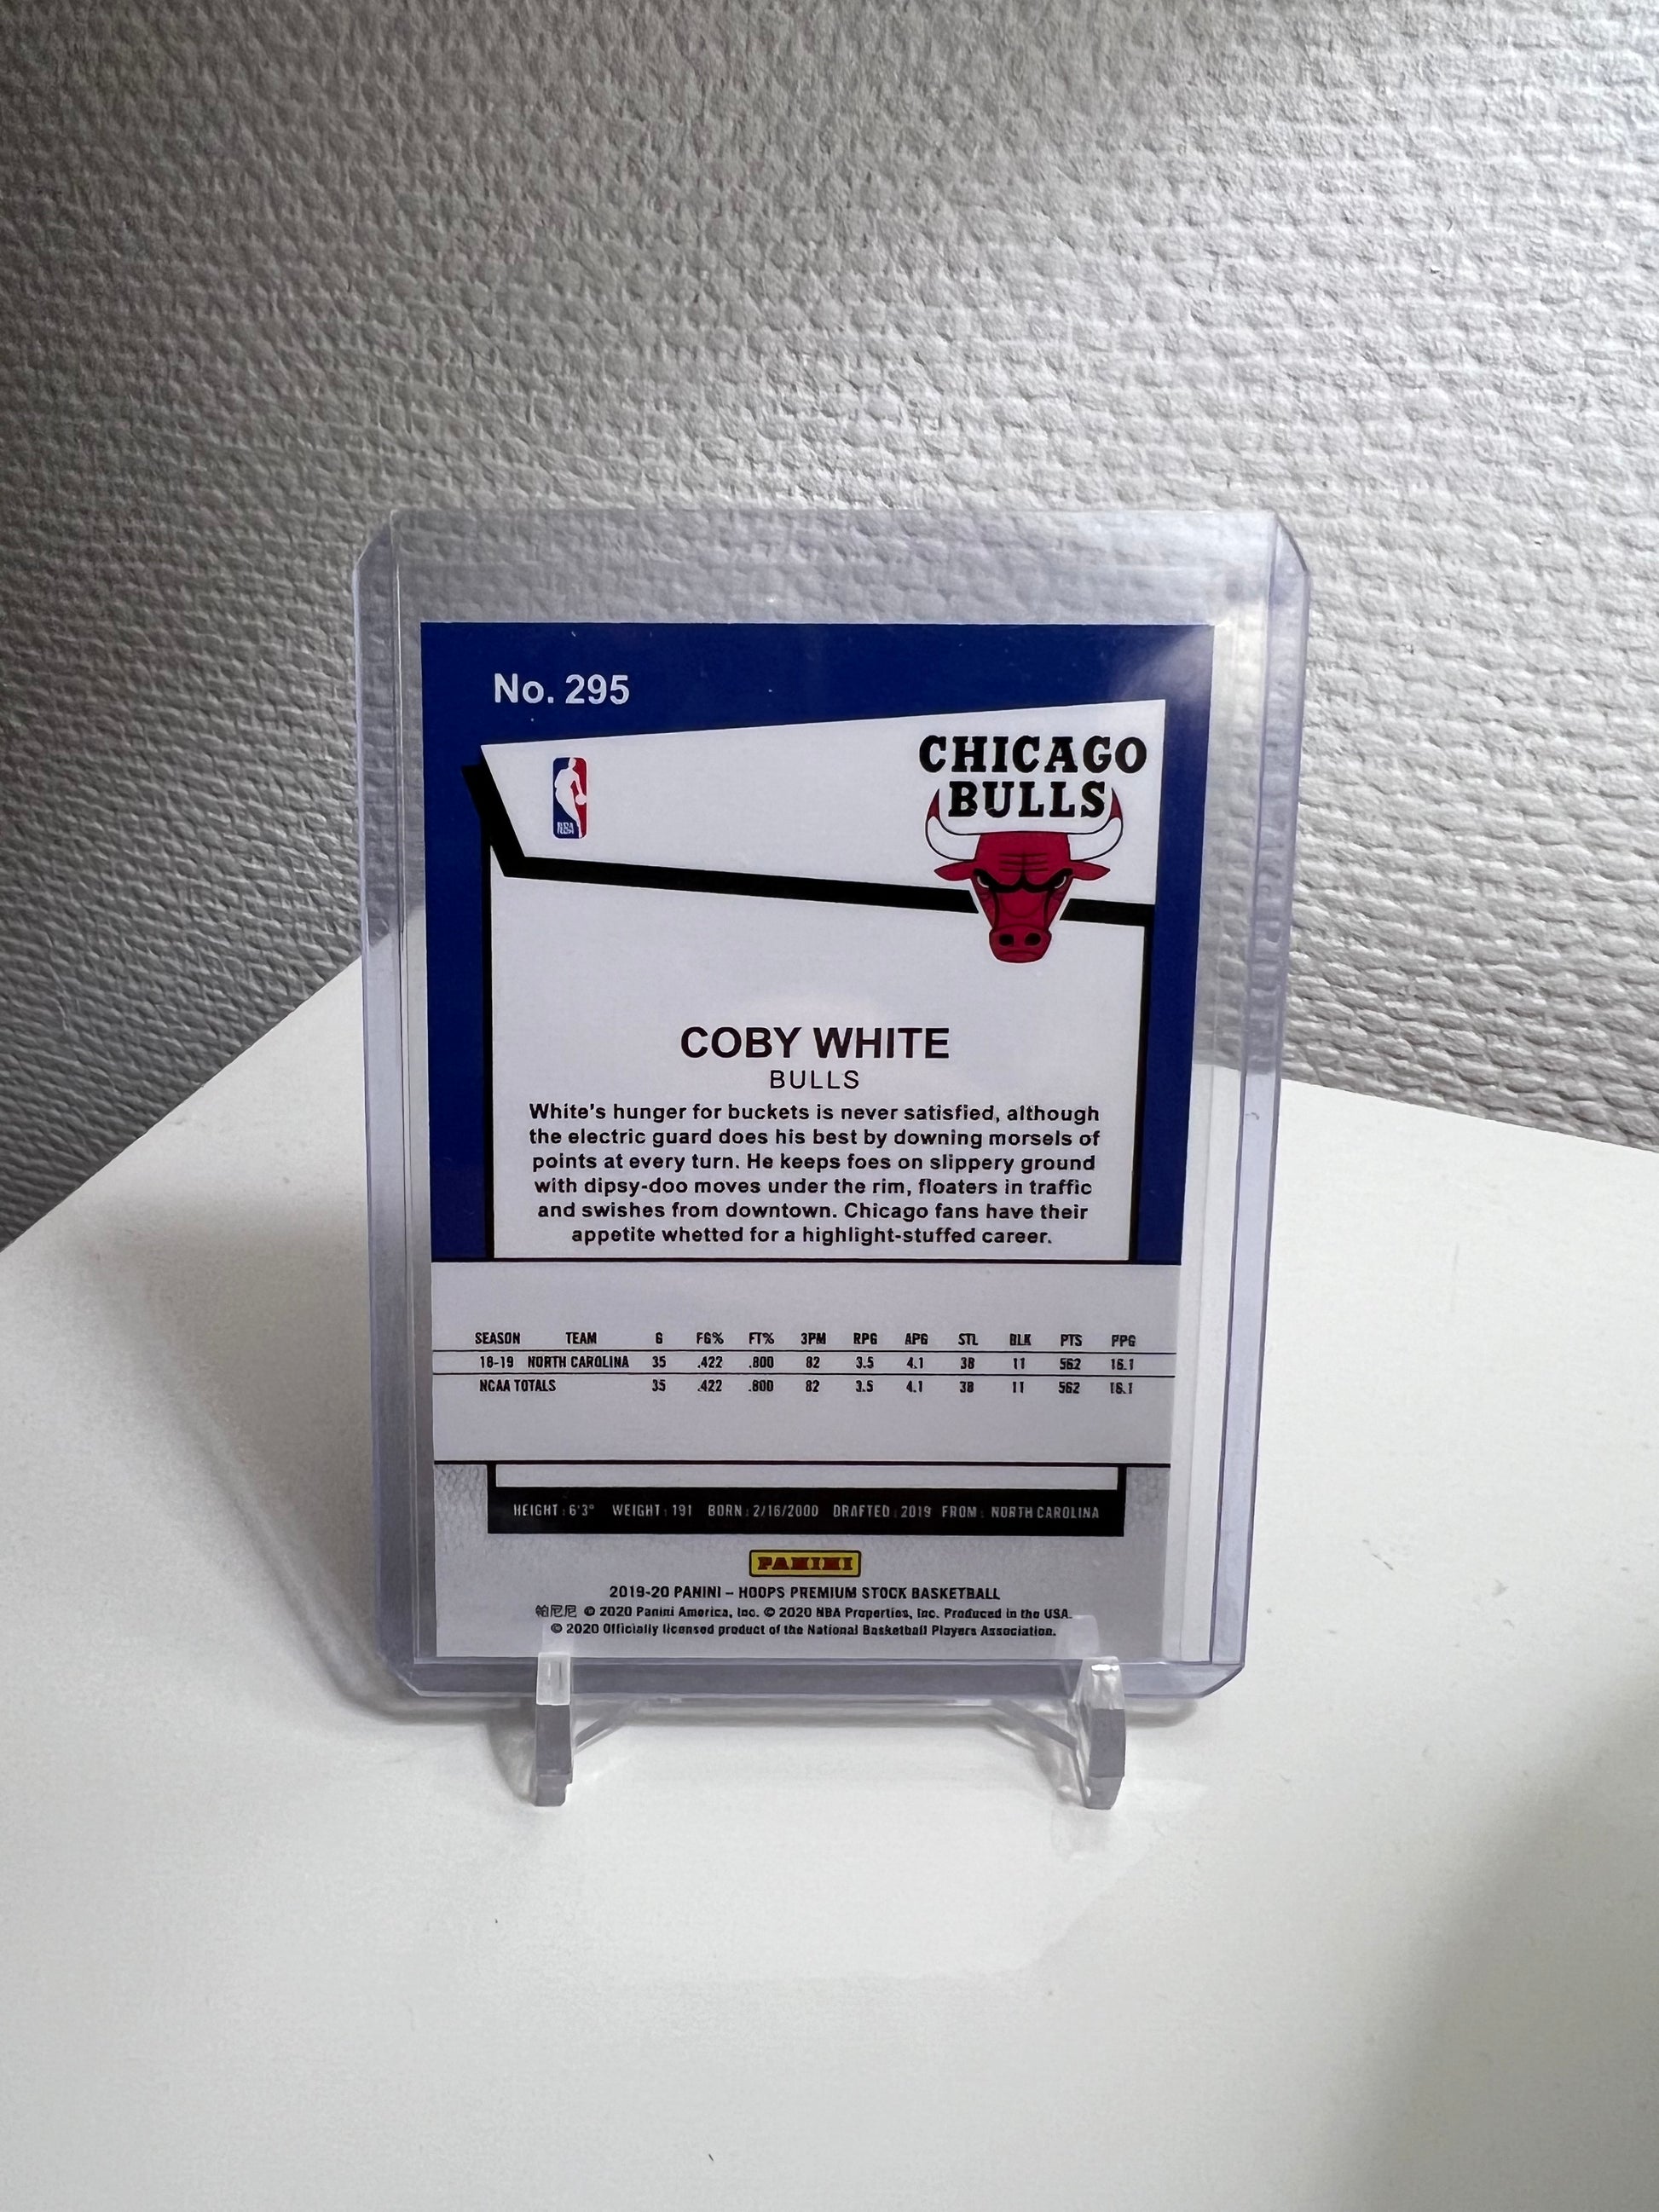 No. 295
CHICAGO
BULLS
NBA
COBY WHITE
BULLS
White's hunger for buckets is never satisfied, although
the electric guard does his best by downing morsels of
points at every turn. He keeps foes on slippery ground
with dipsy-doo moves under the rim, floaters in traffic
and swishes from downtown. Chicago fans have their
appetite whetted for a highlight-stuffed career.
SEASON TEAM G FG% FT% 3PM RPG APG STL BLK PTS PPG
18-19 NORTH CAROLINA 35 .422 .800 82 3.5 4.1 38 11 562 16.1
NCAA TOTALS 35 .422 .800 82 3.5 4.1 38 11 562 16.1
HEIGHT: 6'3" WEIGHT: 191 BORN: 2/16/2000 DRAFTED: 2019 FROM: NORTH CAROLINA
PANINI
2019-20 PANINI – HOOPS PREMIUM STOCK BASKETBALL
帕尼尼 © 2020 Panini America, Inc. © 2020 NBA Properties, Inc. Produced in the USA.
© 2020 Officially licensed product of the National Basketball Players Association.